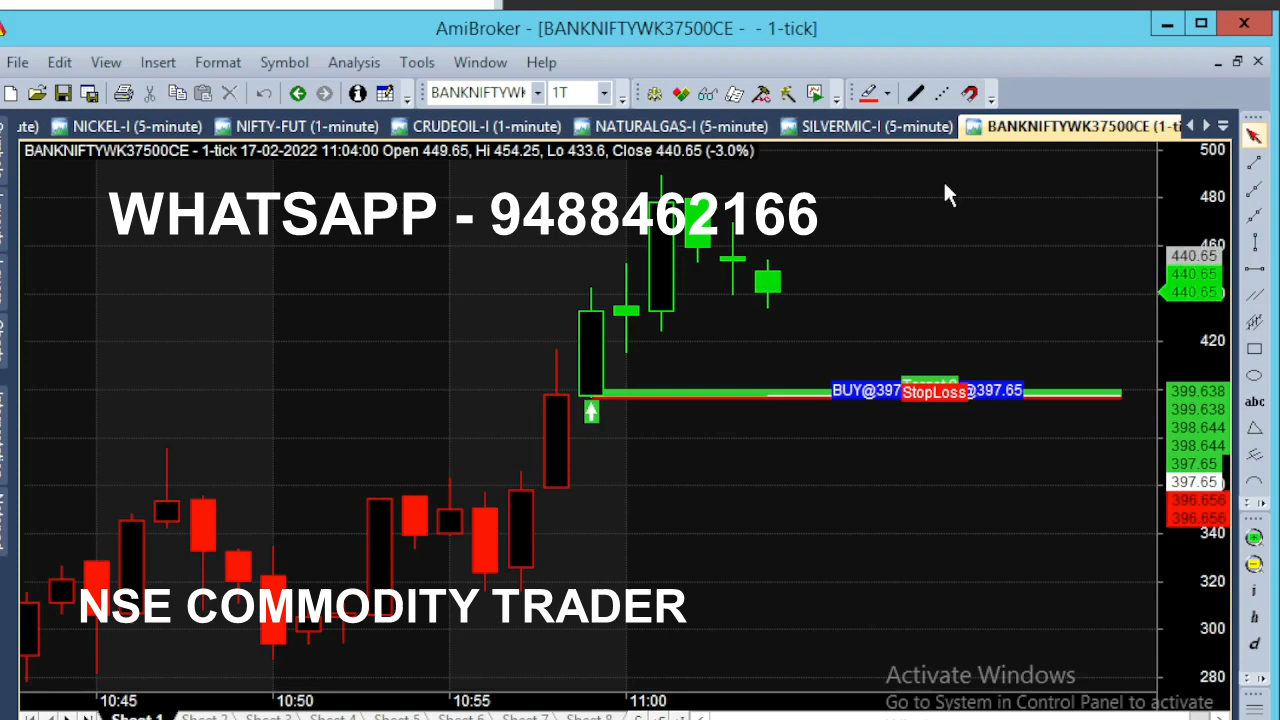 AmiBroker - [BANKNIFTYWK37500CE - - 1-tick]
File Edit View Insert Format Symbol Analysis Tools Quick Window Help
BANKNIFTYWK 1T
ute) NICKEL-I (5-minute) NIFTY-FUT (1-minute) CRUDEOIL-I (1-minute) NATURALGAS-I (5-minute) SILVERMIC-I (5-minute) BANKNIFTYWK37500CE (1-ti
BANKNIFTYWK37500CE - 1-tick 17-02-2022 11:04:00 Open 449.65, Hi 454.25, Lo 433.6, Close 440.65 (-3.0%)
500
WHATSAPP - 9488462166
480
460
440.65
440.65
440.65
420
BUY@397 StopLoss @397.65
399.638
399.638
398.644
398.644
397.65
397.65
396.656
396.656
340
320
NSE COMMODITY TRADER
300
Activate Windows
280
Go to System in Control Panel to activate
10:45 10:50 10:55 11:00
Sheet 1 Sheet 2 Sheet 3 Sheet 4 Sheet 5 Sheet 6 Sheet 7 Sheet 8
abc